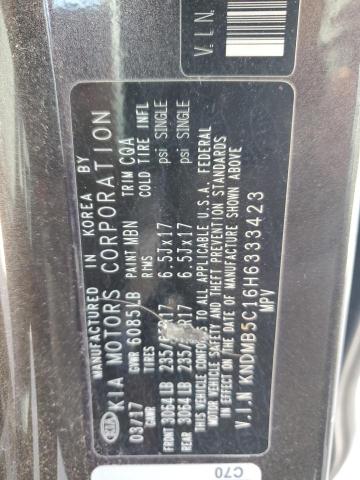 MADE IN KOREA BY
KIA MOTORS CORPORATION
03/17 GVWR 6085LB PAINT MBN TRIM CQA
GAWR TIRES RIMS COLD TIRE INFL
FRONT 3064LB 235/ R17 6.5Jx17 psi SINGLE
REAR 3064LB 235/ R17 6.5Jx17 psi SINGLE
THIS VEHICLE CONFORMS TO ALL APPLICABLE U.S.A. FEDERAL
MOTOR VEHICLE SAFETY AND THEFT PREVENTION STANDARDS
IN EFFECT ON THE DATE OF MANUFACTURE SHOWN ABOVE
V.I.N KNDMB5C16H6333423
MPV
V.I.N.
C70